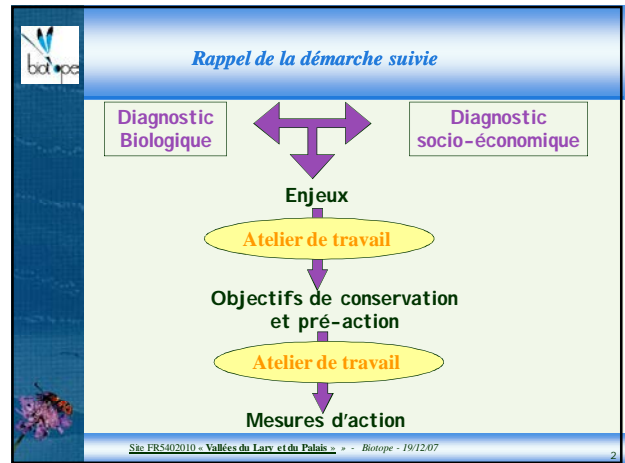 biotope
Rappel de la démarche suivie
Diagnostic
Biologique
Diagnostic
socio-économique
Enjeux
Atelier de travail
Objectifs de conservation
et pré-action
Atelier de travail
Mesures d'action
Site FR5402010 « Vallées du Lary et du Palais » » - Biotope - 19/12/07
2